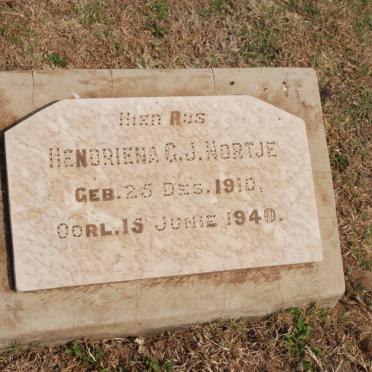 HIER RUS
HENDRIENA G.J. NORTJE
GEB. 25 DES. 1910.
OORL. 15 JUNIE 1940.